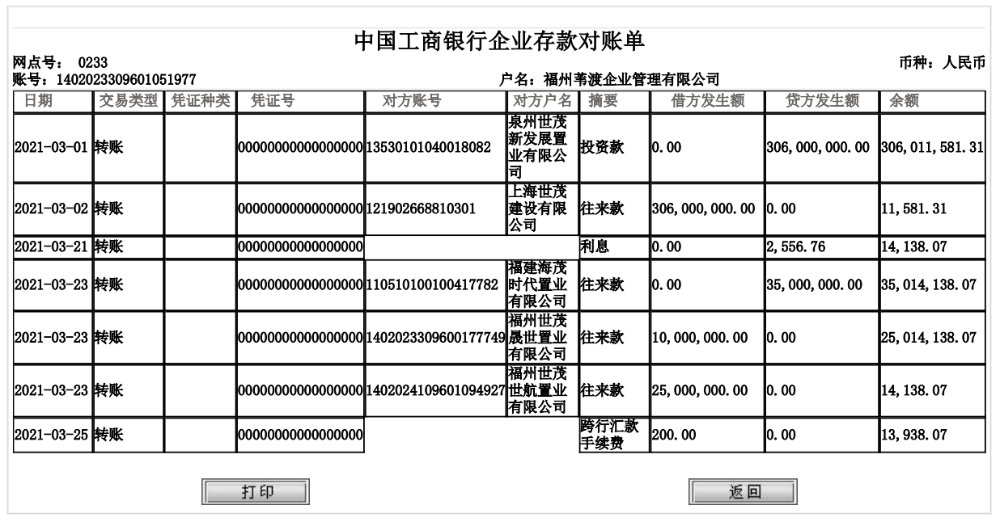 中国工商银行企业存款对账单
网点号： 0233
币种：人民币
账号：1402023309601051977
户名：福州苇渡企业管理有限公司
日期 交易类型 凭证种类 凭证号 对方账号 对方户名 摘要 借方发生额 贷方发生额 余额
2021-03-01 转账 00000000000000000 13530101040018082 泉州世茂新发展置业有限公司 投资款 0.00 306,000,000.00 306,011,581.31
2021-03-02 转账 00000000000000000 121902668810301 上海世茂建设有限公司 往来款 306,000,000.00 0.00 11,581.31
2021-03-21 转账 00000000000000000 利息 0.00 2,556.76 14,138.07
2021-03-23 转账 00000000000000000 110510100100417782 福建海茂时代置业有限公司 往来款 0.00 35,000,000.00 35,014,138.07
2021-03-23 转账 00000000000000000 1402023309600177749 福州世茂晟世置业有限公司 往来款 10,000,000.00 0.00 25,014,138.07
2021-03-23 转账 00000000000000000 1402024109601094927 福州世茂世航置业有限公司 往来款 25,000,000.00 0.00 14,138.07
2021-03-25 转账 00000000000000000 跨行汇款手续费 200.00 0.00 13,938.07
打印
返回